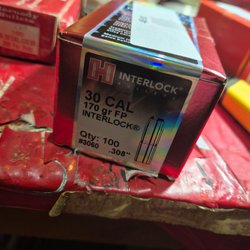 H INTERLOCK
30 CAL
170 gr FP
INTERLOCK®
Qty: 100
#3060 .308"